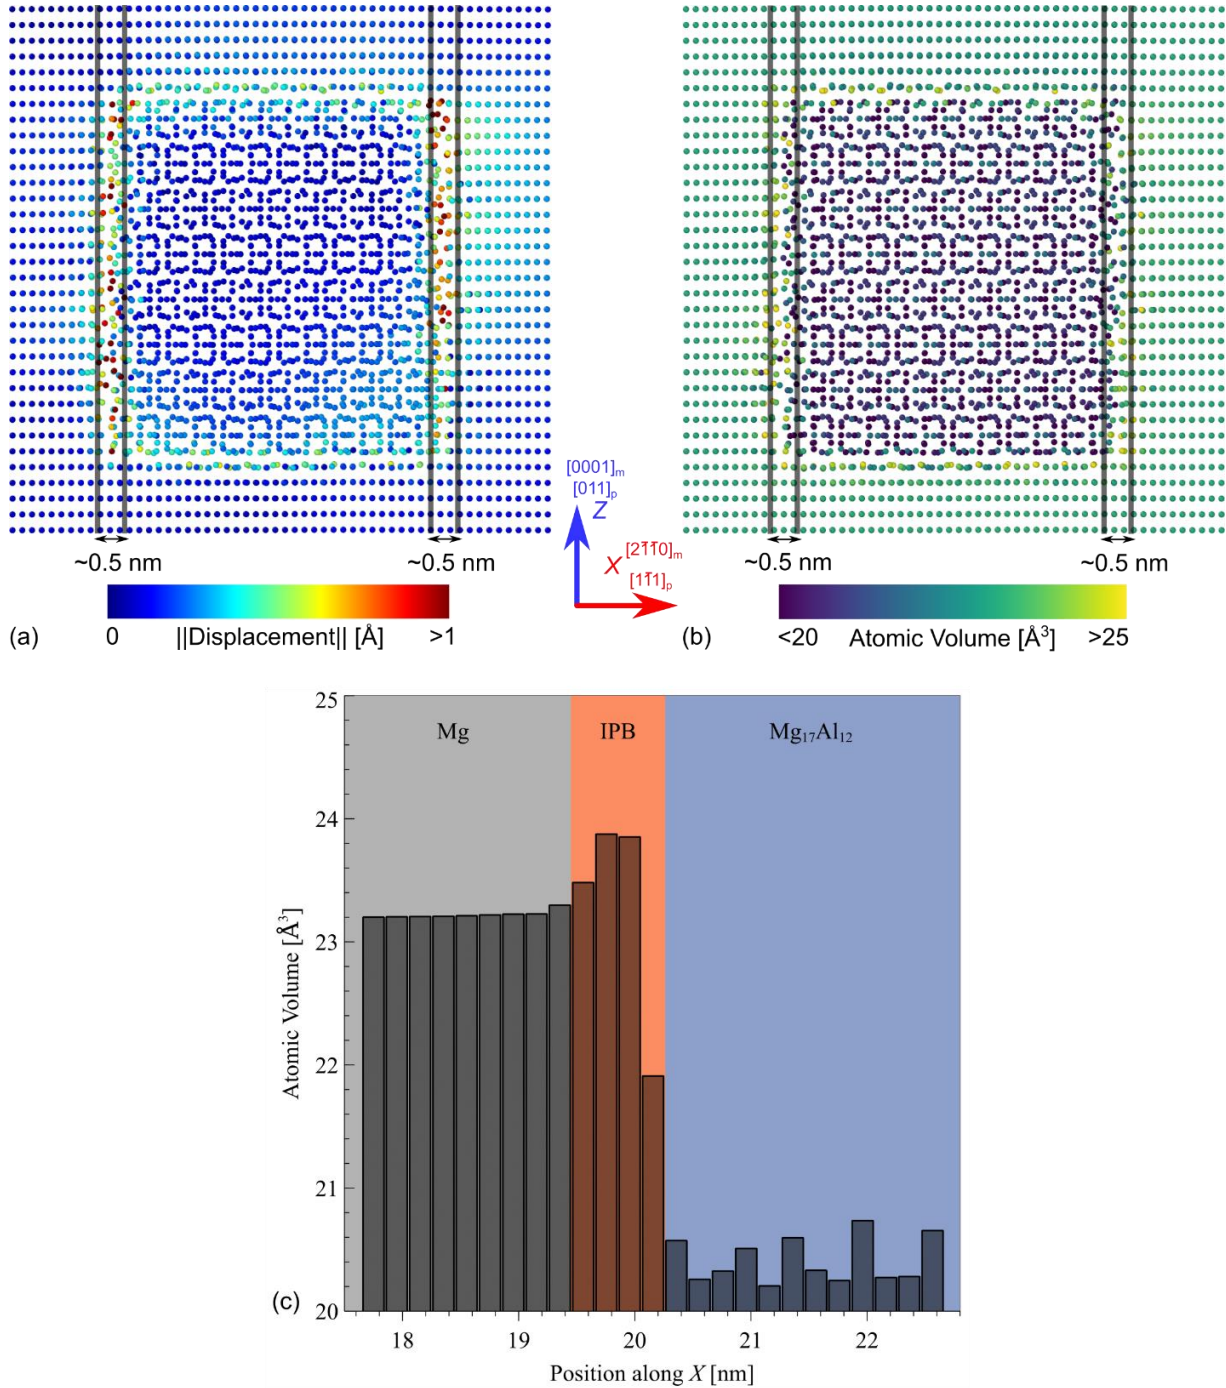 [0001]ₘ
[011]ₚ
Z
X [21̅1̅0]ₘ
[11̅1]ₚ
~0.5 nm ~0.5 nm
~0.5 nm ~0.5 nm
(a) 0 ||Displacement|| [Å] >1
(b) <20 Atomic Volume [Å³] >25
25
Mg IPB Mg₁₇Al₁₂
24
23
22
21
20
Atomic Volume [Å³]
(c)
18 19 20 21 22
Position along X [nm]